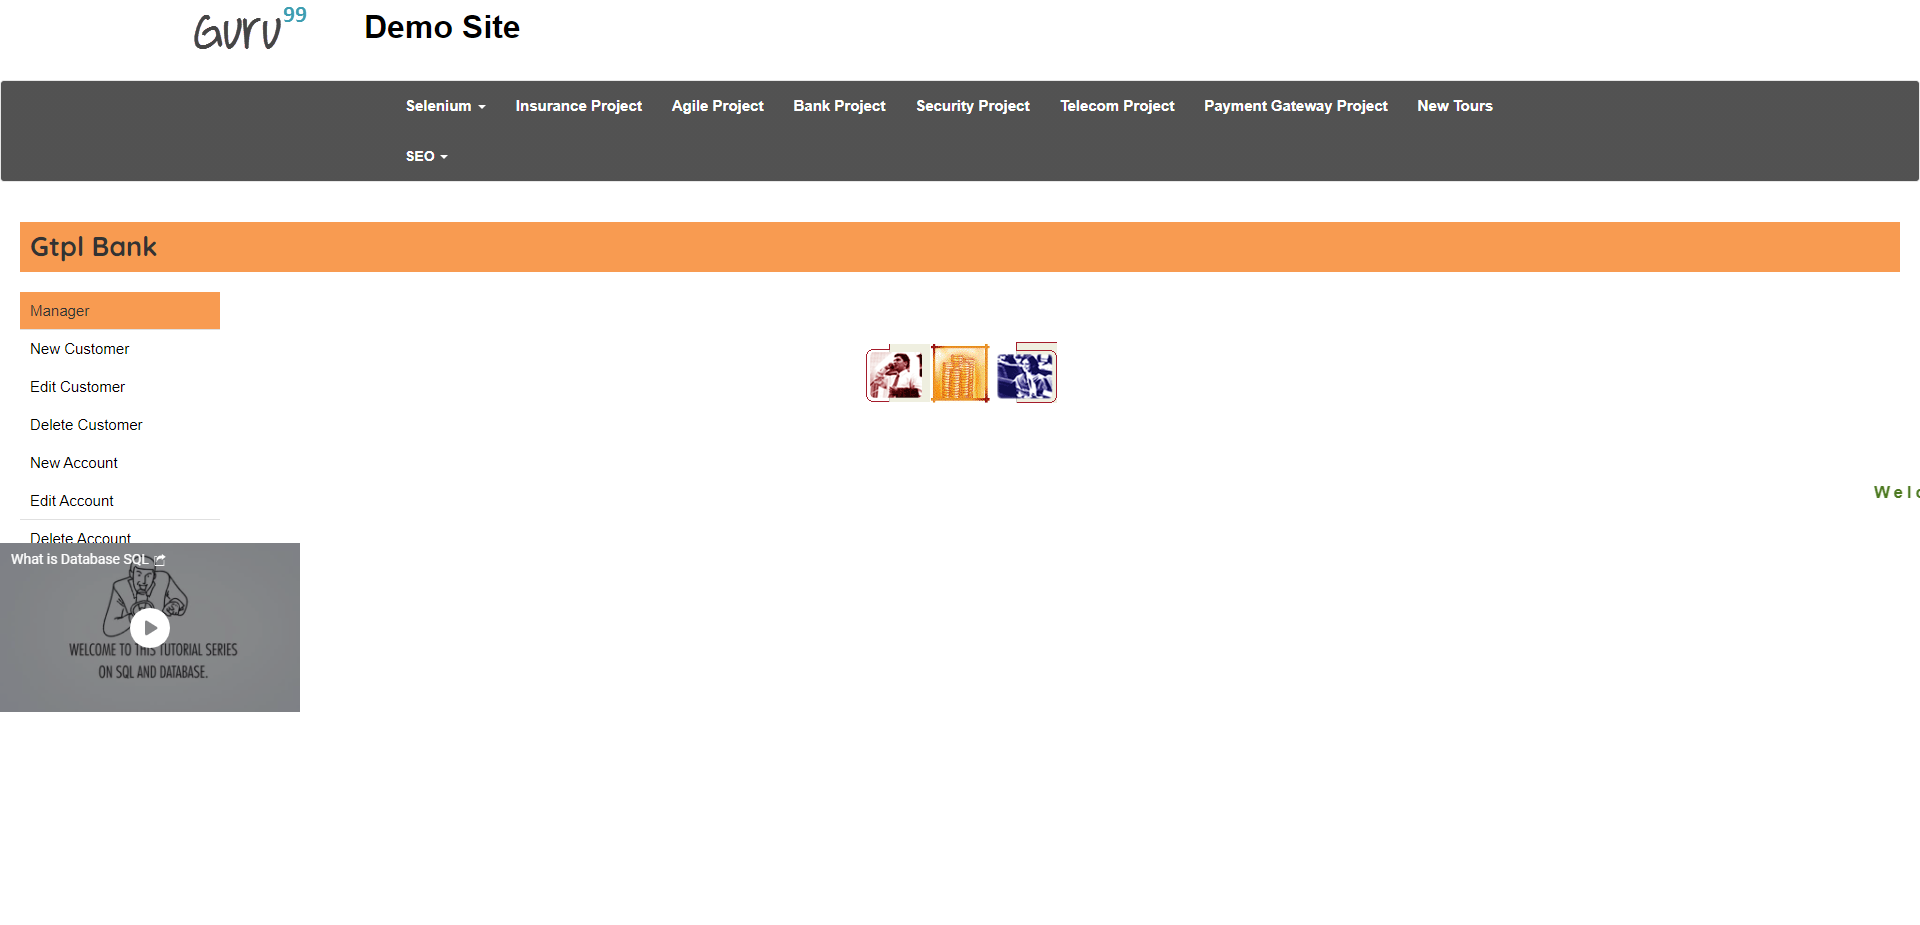 Guru99
Demo Site
Selenium
Insurance Project
Agile Project
Bank Project
Security Project
Telecom Project
Payment Gateway Project
New Tours
SEO
Gtpl Bank
Manager
New Customer
Edit Customer
Delete Customer
New Account
Edit Account
Delete Account
What is Database SQL
WELCOME TO THIS TUTORIAL SERIES
ON SQL AND DATABASE.